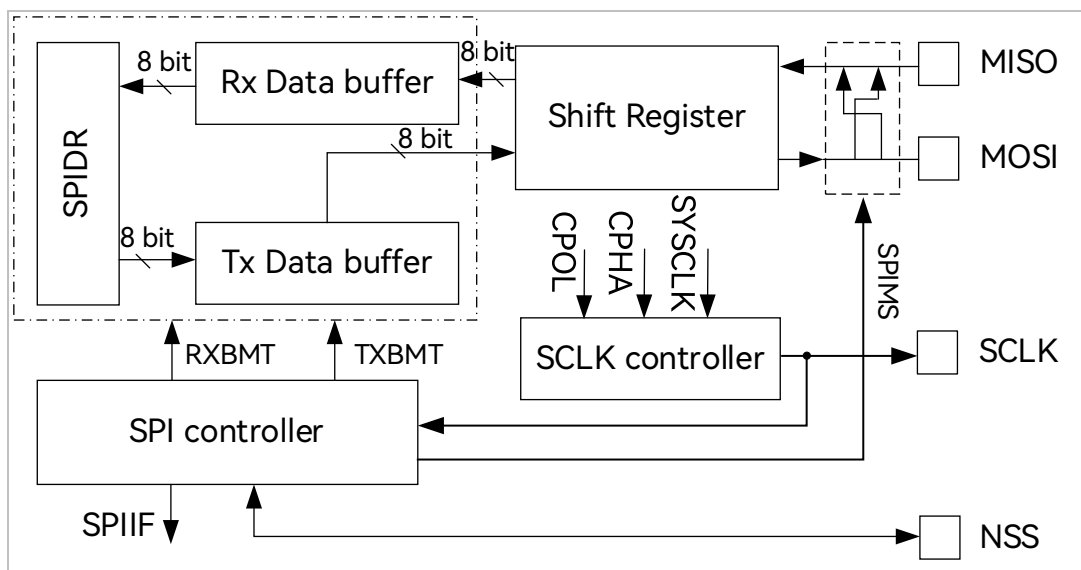 8 bit
Rx Data buffer
8 bit
Shift Register
MISO
MOSI
SPIDR
8 bit
8 bit
Tx Data buffer
CPOL
CPHA
SYSCLK
SPIMS
RXBMT
TXBMT
SCLK controller
SCLK
SPI controller
SPIIF
NSS